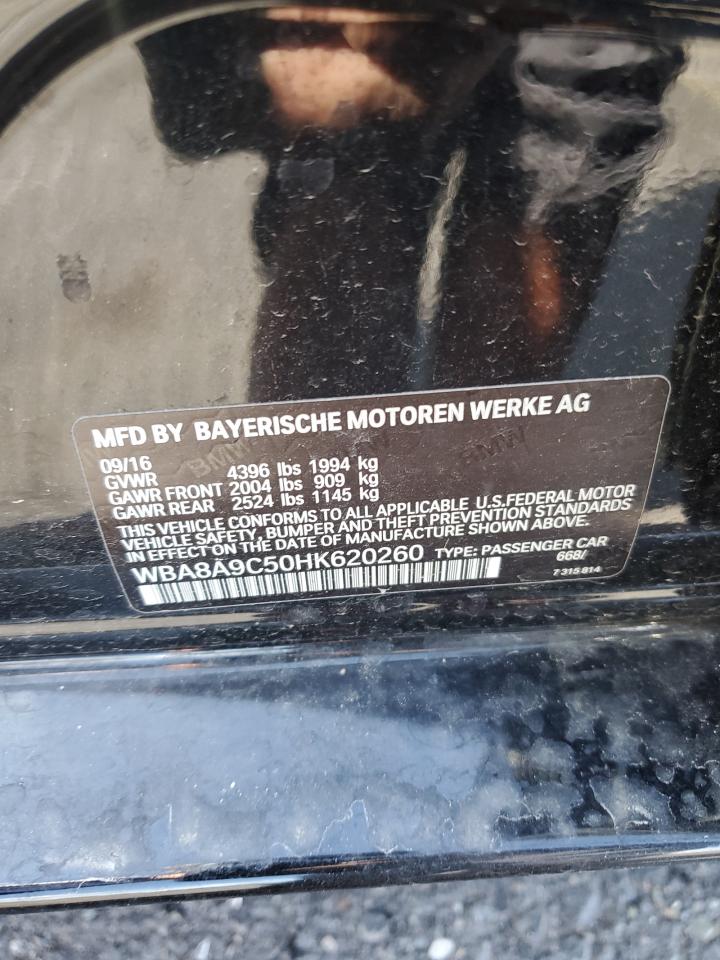 MFD BY BAYERISCHE MOTOREN WERKE AG
09/16
GVWR 4396 lbs 1994 kg
GAWR FRONT 2004 lbs 909 kg
GAWR REAR 2524 lbs 1145 kg
THIS VEHICLE CONFORMS TO ALL APPLICABLE U.S.FEDERAL MOTOR
VEHICLE SAFETY, BUMPER AND THEFT PREVENTION STANDARDS
IN EFFECT ON THE DATE OF MANUFACTURE SHOWN ABOVE.
WBA8A9C50HK620260 TYPE: PASSENGER CAR
668/
7 315 814
BMW
BMW